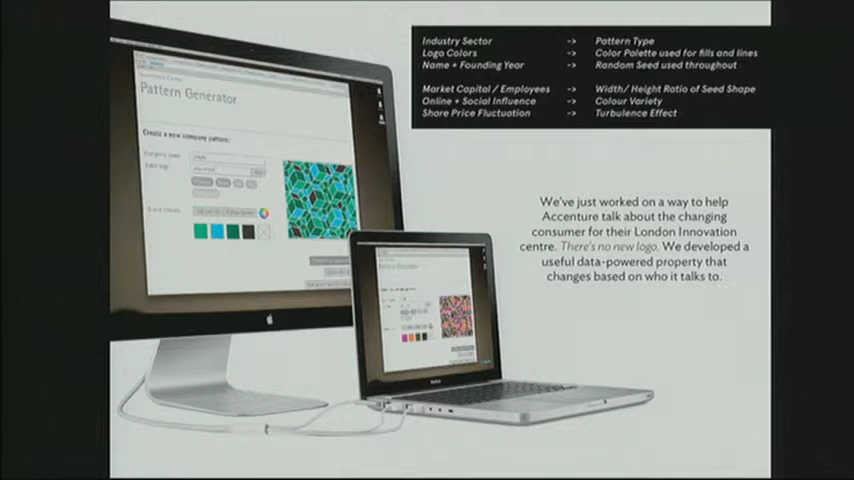 Pattern Generator
Create a new company pattern:
Industry Sector -> Pattern Type
Logo Colors -> Color Palette used for fills and lines
Name + Founding Year -> Random Seed used throughout
Market Capital / Employees -> Width/ Height Ratio of Seed Shape
Online + Social Influence -> Colour Variety
Share Price Fluctuation -> Turbulence Effect
We've just worked on a way to help
Accenture talk about the changing
consumer for their London Innovation
centre. There's no new logo. We developed a
useful data-powered property that
changes based on who it talks to.